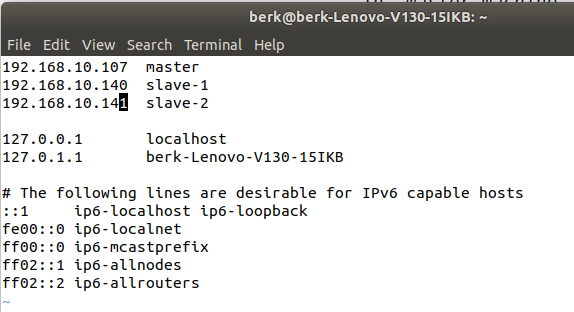 berk@berk-Lenovo-V130-15IKB: ~
File Edit View Search Terminal Help
192.168.10.107 master
192.168.10.140 slave-1
192.168.10.141 slave-2
127.0.0.1 localhost
127.0.1.1 berk-Lenovo-V130-15IKB
# The following lines are desirable for IPv6 capable hosts
::1 ip6-localhost ip6-loopback
fe00::0 ip6-localnet
ff00::0 ip6-mcastprefix
ff02::1 ip6-allnodes
ff02::2 ip6-allrouters
~